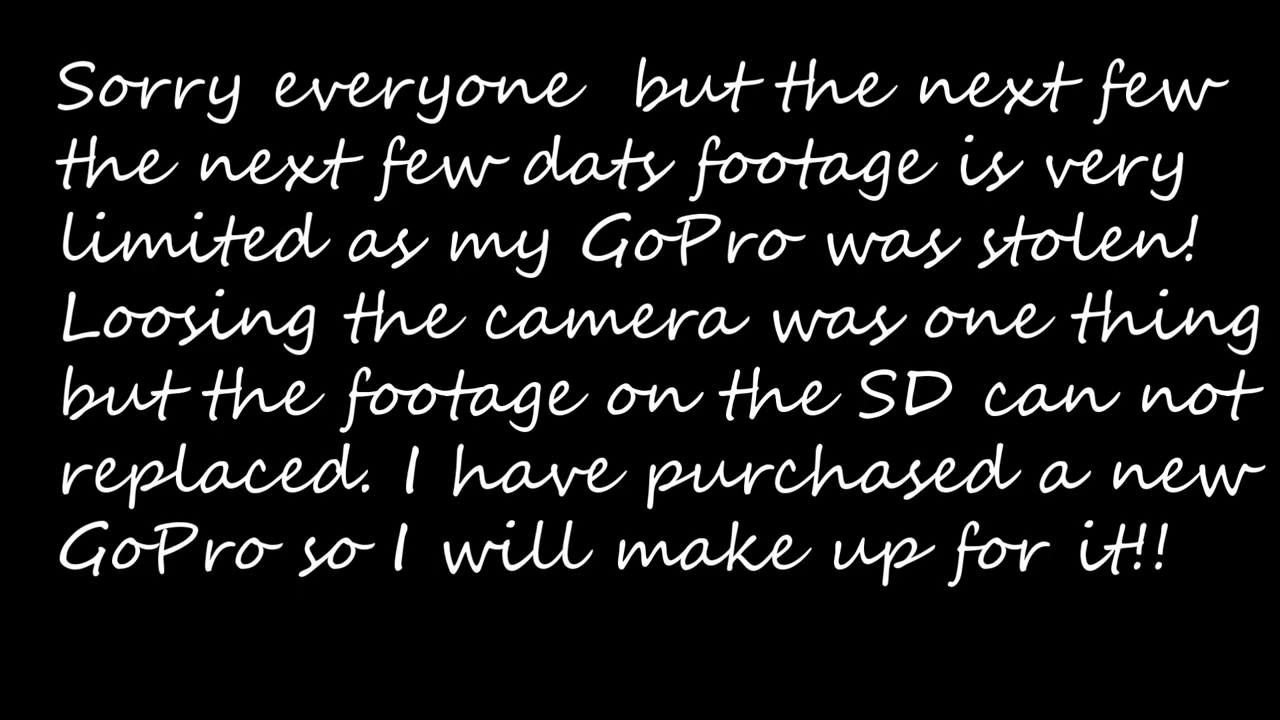 Sorry everyone  but the next few
the next few dats footage is very
limited as my GoPro was stolen!
Loosing the camera was one thing
but the footage on the SD can not
replaced. I have purchased a new
GoPro so I will make up for it!!